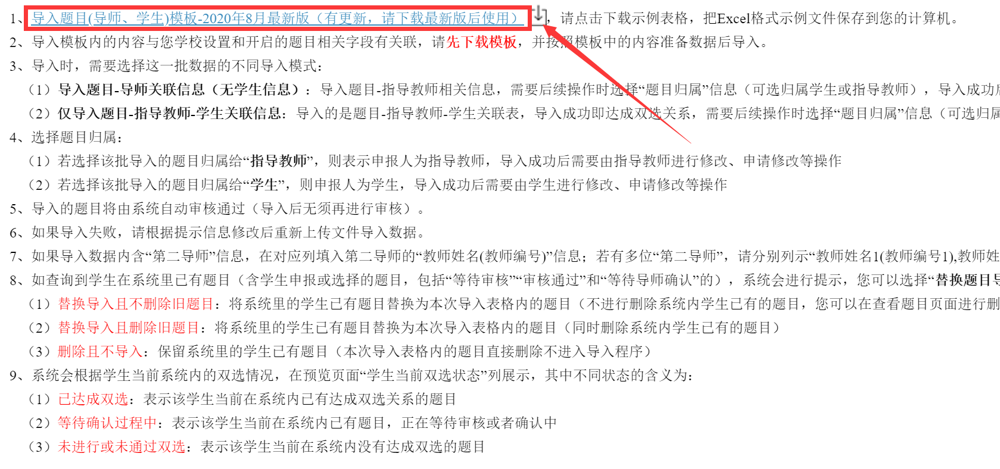 1、导入题目(导师、学生)模板-2020年8月最新版（有更新，请下载最新版后使用），请点击下载示例表格，把Excel格式示例文件保存到您的计算机。
2、导入模板内的内容与您学校设置和开启的题目相关字段有关联，请先下载模板，并按照模板中的内容准备数据后导入。
3、导入时，需要选择这一批数据的不同导入模式：
（1）导入题目-导师关联信息（无学生信息）：导入题目-指导教师相关信息，需要后续操作时选择“题目归属”信息（可选归属学生或指导教师），导入成功后
（2）仅导入题目-指导教师-学生关联信息：导入的是题目-指导教师-学生关联表，导入成功即达成双选关系，需要后续操作时选择“题目归属”信息（可选归属
4、选择题目归属：
（1）若选择该批导入的题目归属给“指导教师”，则表示申报人为指导教师，导入成功后需要由指导教师进行修改、申请修改等操作
（2）若选择该批导入的题目归属给“学生”，则申报人为学生，导入成功后需要由学生进行修改、申请修改等操作
5、导入的题目将由系统自动审核通过（导入后无须再进行审核）。
6、如果导入失败，请根据提示信息修改后重新上传文件导入数据。
7、如果导入数据内含“第二导师”信息，在对应列填入第二导师的“教师姓名(教师编号)”信息；若有多位“第二导师”，请分别列示“教师姓名1(教师编号1),教师姓
8、如查询到学生在系统里已有题目（含学生申报或选择的题目，包括“等待审核”“审核通过”和“等待导师确认”的），系统会进行提示，您可以选择“替换题目导
（1）替换导入且不删除旧题目：将系统里的学生已有题目替换为本次导入表格内的题目（不进行删除系统内学生已有的题目，您可以在查看题目页面进行删
（2）替换导入且删除旧题目：将系统里的学生已有题目替换为本次导入表格内的题目（同时删除系统内学生已有的题目）
（3）删除且不导入：保留系统里的学生已有题目（本次导入表格内的题目直接删除不进入导入程序）
9、系统会根据学生当前系统内的双选情况，在预览页面“学生当前双选状态”列展示，其中不同状态的含义为：
（1）已达成双选：表示该学生当前在系统内已有达成双选关系的题目
（2）等待确认过程中：表示该学生当前在系统内已有题目，正在等待审核或者确认中
（3）未进行或未通过双选：表示该学生当前在系统内没有达成双选的题目